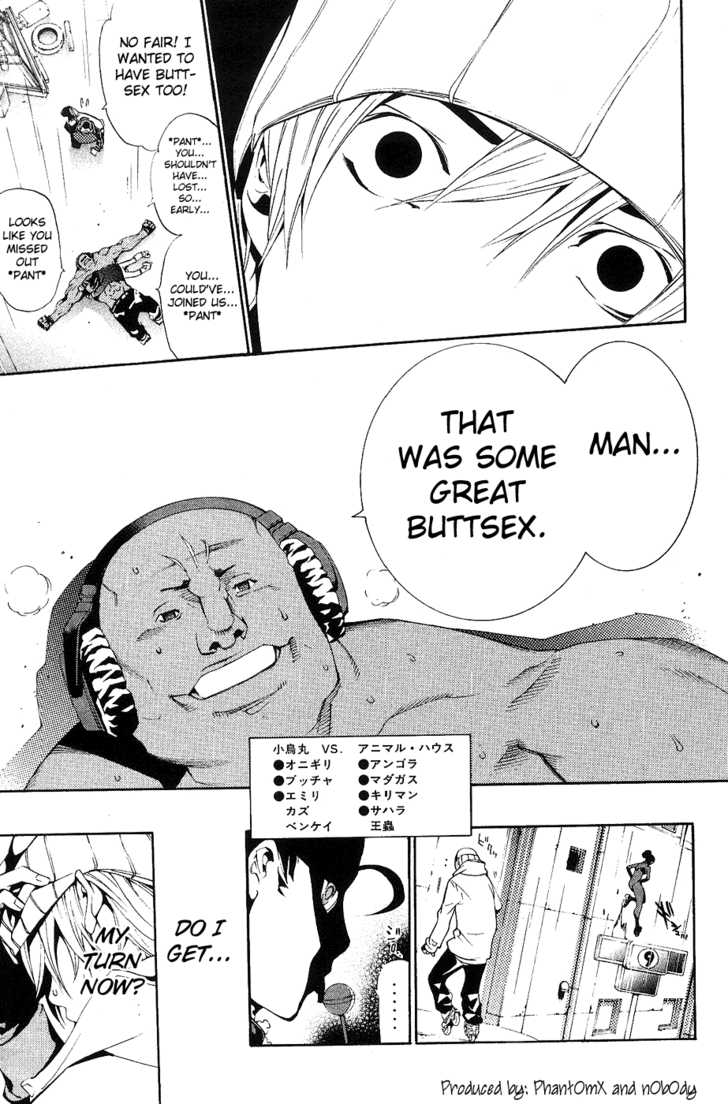 NO FAIR! I
WANTED TO
HAVE BUTT-
SEX TOO!
*PANT*...
YOU...
SHOULDN'T
HAVE...
LOST...
SO...
EARLY...
YOU...
COULD'VE...
JOINED US...
*PANT*
LOOKS
LIKE YOU
MISSED
OUT
*PANT*
MAN...
THAT
WAS SOME
GREAT
BUTTSEX.
小烏丸 VS. アニマル・ハウス
●オニギリ ●アンゴラ
●ブッチャ ●マダガス
●エミリ ●キリマン
カズ ●サハラ
ベンケイ 王蟲
9
DO I
GET...
MY
TURN
NOW?
Produced by: Phant0mX and n0b0dy